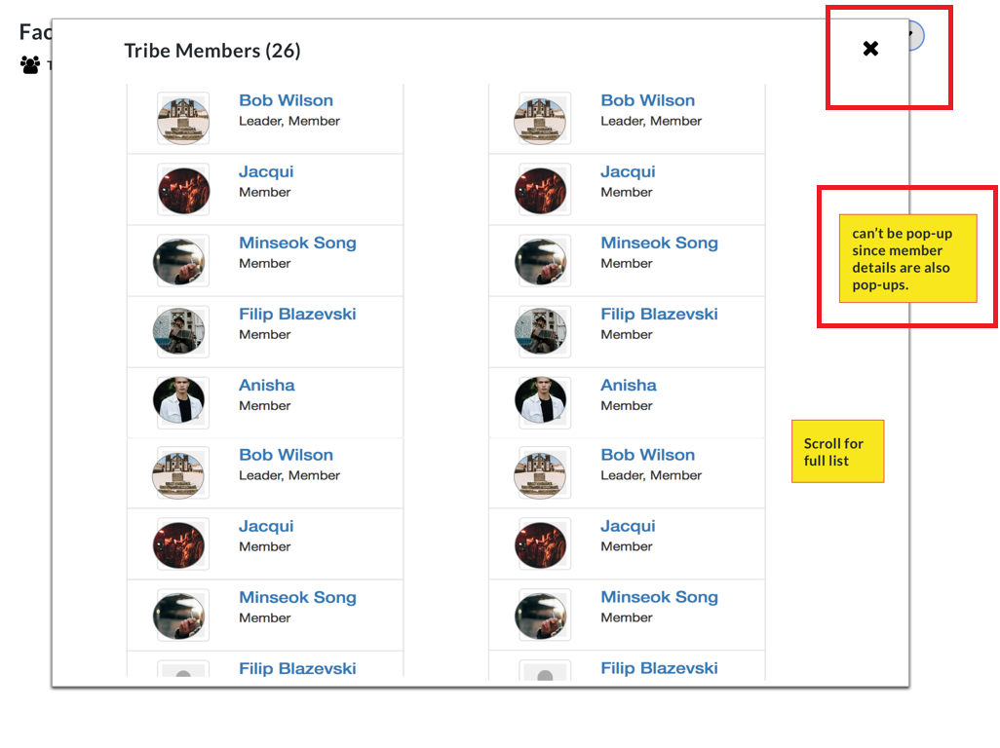 Fac
Tribe Members (26)
T
Bob Wilson
Leader, Member
Jacqui
Member
Minseok Song
Member
Filip Blazevski
Member
Anisha
Member
Bob Wilson
Leader, Member
Jacqui
Member
Minseok Song
Member
Filip Blazevski
Bob Wilson
Leader, Member
Jacqui
Member
Minseok Song
Member
Filip Blazevski
Member
Anisha
Member
Bob Wilson
Leader, Member
Jacqui
Member
Minseok Song
Member
Filip Blazevski
can’t be pop-up
since member
details are also
pop-ups.
Scroll for
full list